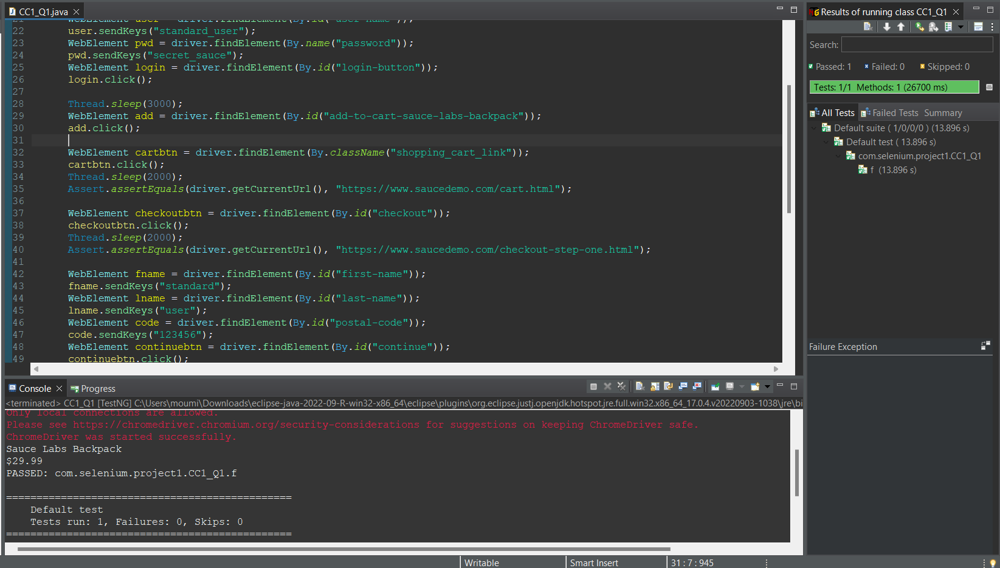 CC1_Q1.java
21 WebElement user = driver.findElement(By.id("user-name"));
22 user.sendKeys("standard_user");
23 WebElement pwd = driver.findElement(By.name("password"));
24 pwd.sendKeys("secret_sauce");
25 WebElement login = driver.findElement(By.id("login-button"));
26 login.click();
27
28 Thread.sleep(3000);
29 WebElement add = driver.findElement(By.id("add-to-cart-sauce-labs-backpack"));
30 add.click();
31
32 WebElement cartbtn = driver.findElement(By.className("shopping_cart_link"));
33 cartbtn.click();
34 Thread.sleep(2000);
35 Assert.assertEquals(driver.getCurrentUrl(), "https://www.saucedemo.com/cart.html");
36
37 WebElement checkoutbtn = driver.findElement(By.id("checkout"));
38 checkoutbtn.click();
39 Thread.sleep(2000);
40 Assert.assertEquals(driver.getCurrentUrl(), "https://www.saucedemo.com/checkout-step-one.html");
41
42 WebElement fname = driver.findElement(By.id("first-name"));
43 fname.sendKeys("standard");
44 WebElement lname = driver.findElement(By.id("last-name"));
45 lname.sendKeys("user");
46 WebElement code = driver.findElement(By.id("postal-code"));
47 code.sendKeys("123456");
48 WebElement continuebtn = driver.findElement(By.id("continue"));
49 continuebtn.click();
Console Progress
<terminated> CC1_Q1 [TestNG] C:\Users\moumi\Downloads\eclipse-java-2022-09-R-win32-x86_64\eclipse\plugins\org.eclipse.justj.openjdk.hotspot.jre.full.win32.x86_64_17.0.4.v20220903-1038\jre\bi
Only local connections are allowed.
Please see https://chromedriver.chromium.org/security-considerations for suggestions on keeping ChromeDriver safe.
ChromeDriver was started successfully.
Sauce Labs Backpack
$29.99
PASSED: com.selenium.project1.CC1_Q1.f
===============================================
Default test
Tests run: 1, Failures: 0, Skips: 0
===============================================
Results of running class CC1_Q1
Search:
Passed: 1 Failed: 0 Skipped: 0
Tests: 1/1 Methods: 1 (26700 ms)
All Tests Failed Tests Summary
Default suite ( 1/0/0/0 ) (13.896 s)
Default test ( 13.896 s)
com.selenium.project1.CC1_Q1
f (13.896 s)
Failure Exception
Writable Smart Insert 31 : 7 : 945